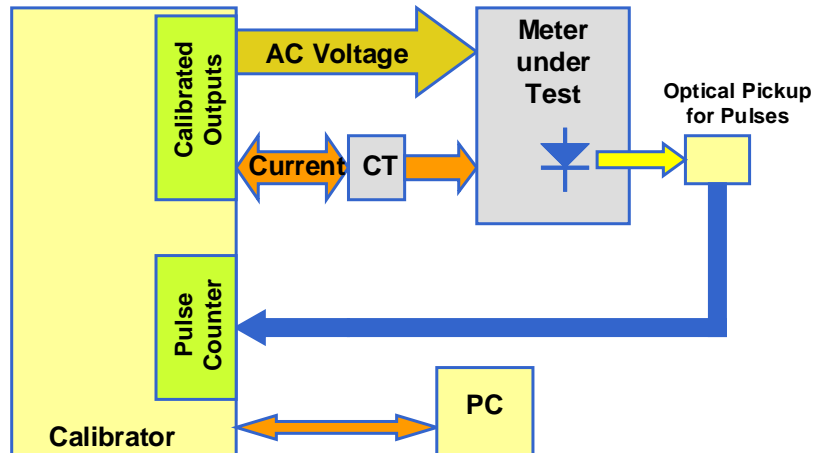 Calibrated
Outputs
AC Voltage
Meter
under
Test
Optical Pickup
for Pulses
Current
CT
Pulse
Counter
PC
Calibrator